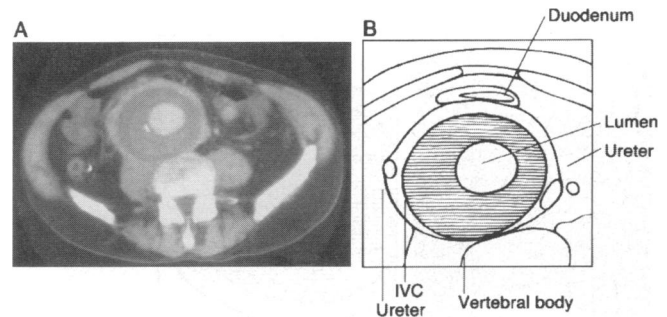 A
B
Duodenum
Lumen
Ureter
IVC
Ureter
Vertebral body